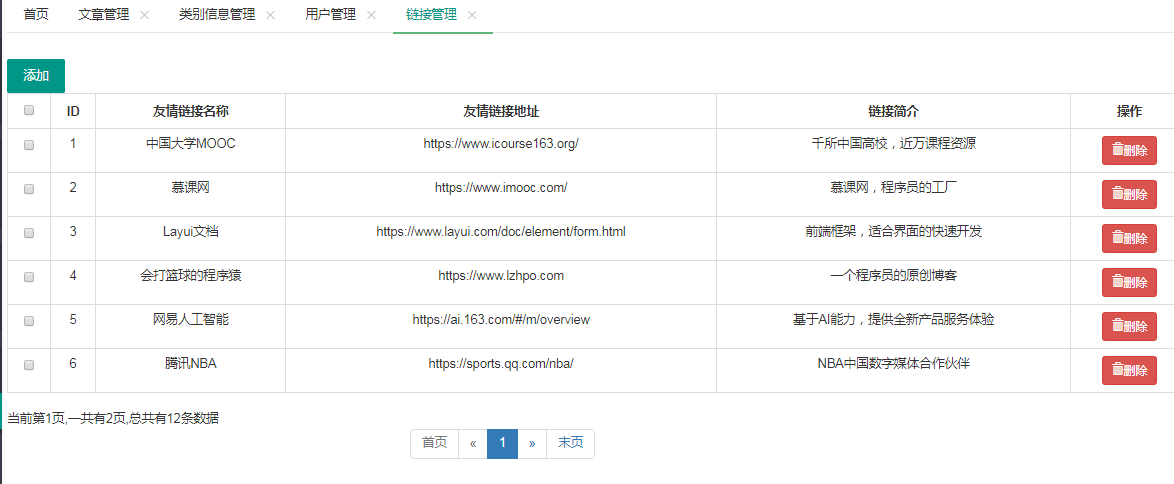 首页 文章管理 × 类别信息管理 × 用户管理 × 链接管理 ×
添加
ID 友情链接名称 友情链接地址 链接简介 操作
1 中国大学MOOC https://www.icourse163.org/ 千所中国高校，近万课程资源 删除
2 慕课网 https://www.imooc.com/ 慕课网，程序员的工厂 删除
3 Layui文档 https://www.layui.com/doc/element/form.html 前端框架，适合界面的快速开发 删除
4 会打篮球的程序猿 https://www.lzhpo.com 一个程序员的原创博客 删除
5 网易人工智能 https://ai.163.com/#/m/overview 基于AI能力，提供全新产品服务体验 删除
6 腾讯NBA https://sports.qq.com/nba/ NBA中国数字媒体合作伙伴 删除
当前第1页,一共有2页,总共有12条数据
首页 « 1 » 末页